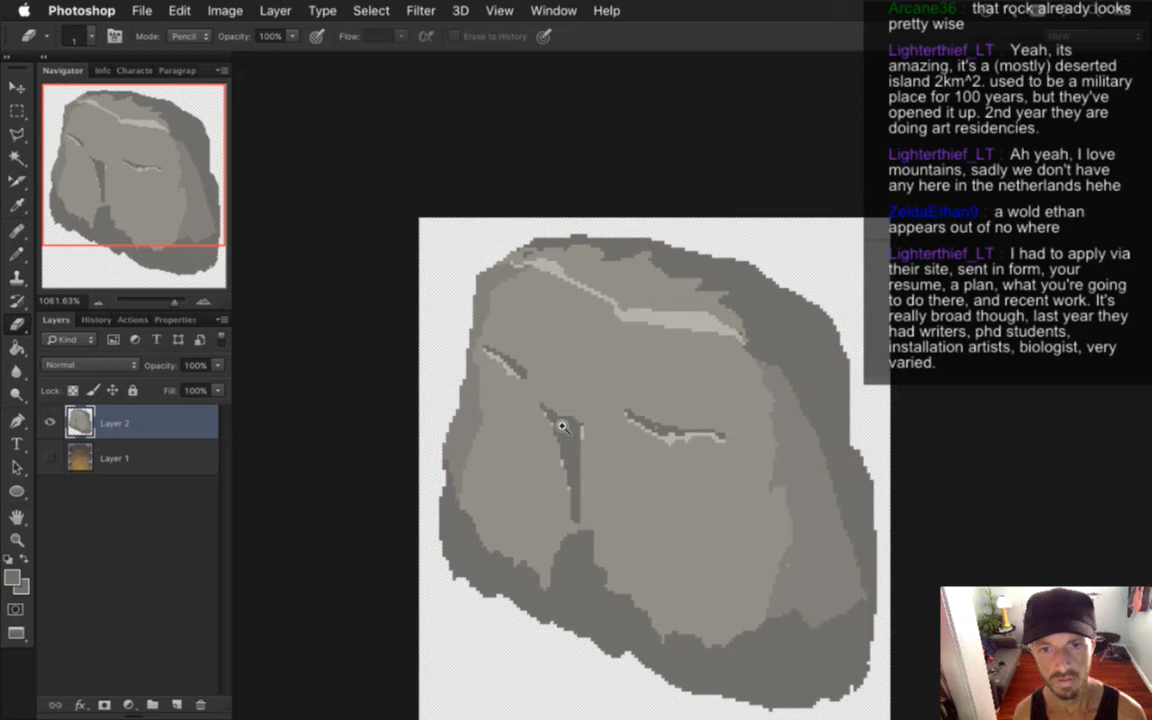 Photoshop File Edit Image Layer Type Select Filter 3D View Window Help
1 Mode: Pencil Opacity: 100% Flow: Erase to History
Navigator Info Characte Paragrap
1061.63%
Layers History Actions Properties
Kind
Normal Opacity: 100%
Lock: Fill: 100%
Layer 2
Layer 1
Arcane36 : that rock already looks
pretty wise
Lighterthief_LT : Yeah, its
amazing, it's a (mostly) deserted
island 2km^2. used to be a military
place for 100 years, but they've
opened it up. 2nd year they are
doing art residencies.
Lighterthief_LT : Ah yeah, I love
mountains, sadly we don't have
any here in the netherlands hehe
ZeldaEthan9 : a wold ethan
appears out of no where
Lighterthief_LT : I had to apply via
their site, sent in form, your
resume, a plan, what you're going
to do there, and recent work. It's
really broad though, last year they
had writers, phd students,
installation artists, biologist, very
varied.